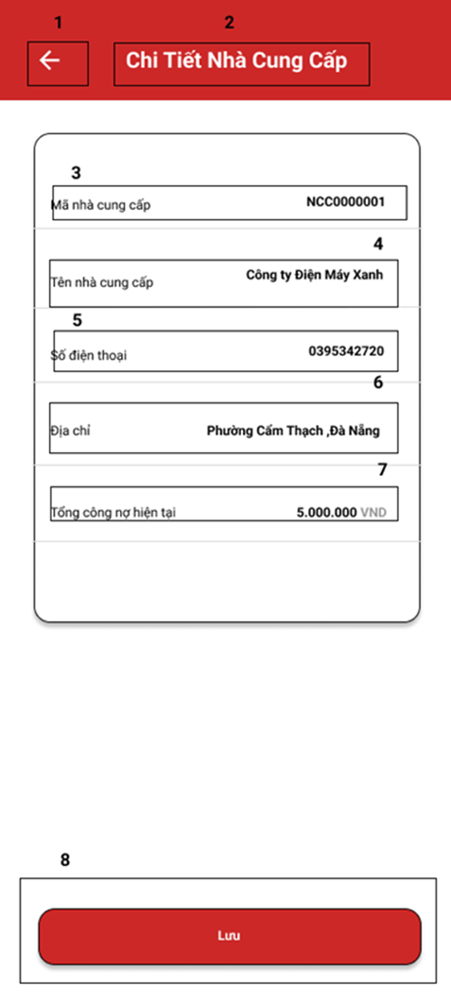 1
2
Chi Tiết Nhà Cung Cấp
3
Mã nhà cung cấp NCC0000001
4
Tên nhà cung cấp Công ty Điện Máy Xanh
5
Số điện thoại 0395342720
6
Địa chỉ Phường Cẩm Thạch ,Đà Nẵng
7
Tổng công nợ hiện tại 5.000.000 VND
8
Lưu